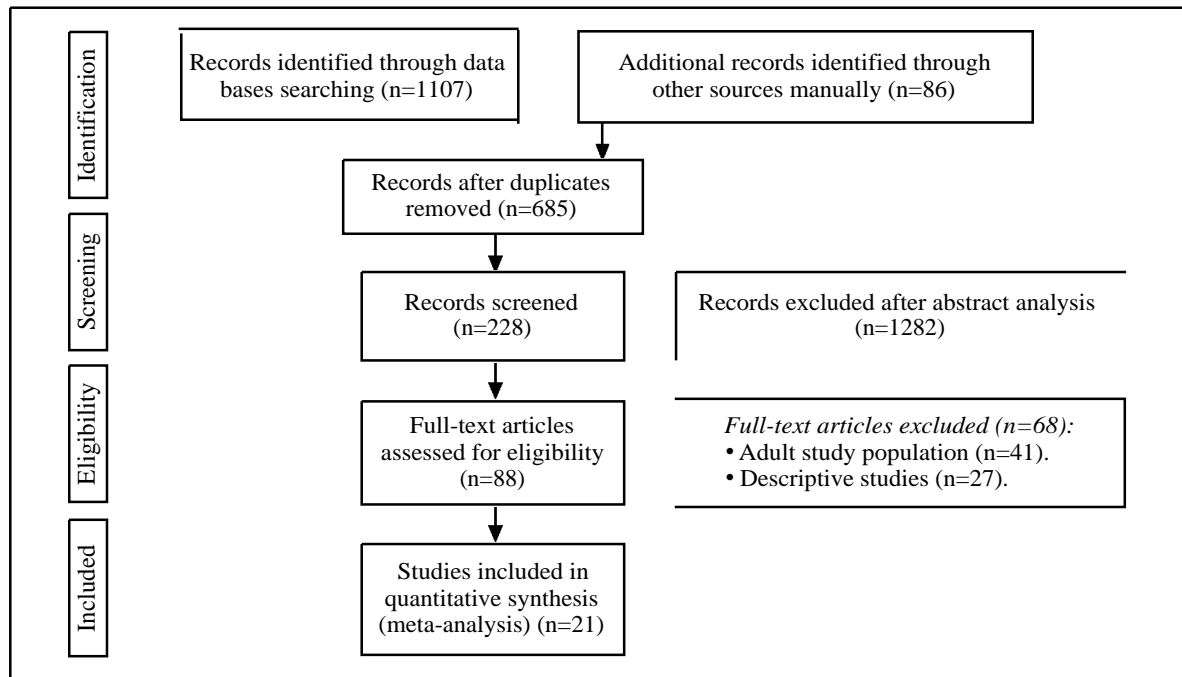 Identification
Records identified through data
bases searching (n=1107)
Additional records identified through
other sources manually (n=86)
Records after duplicates
removed (n=685)
Screening
Records screened
(n=228)
Records excluded after abstract analysis
(n=1282)
Eligibility
Full-text articles
assessed for eligibility
(n=88)
Full-text articles excluded (n=68):
• Adult study population (n=41).
• Descriptive studies (n=27).
Included
Studies included in
quantitative synthesis
(meta-analysis) (n=21)